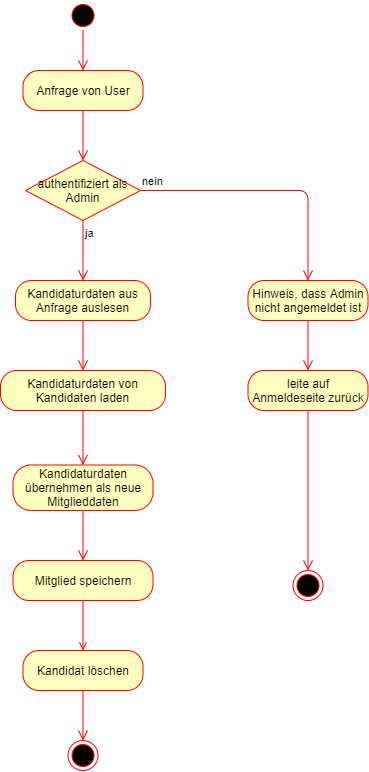 Anfrage von User
authentifiziert als
Admin
nein
ja
Kandidaturdaten aus
Anfrage auslesen
Hinweis, dass Admin
nicht angemeldet ist
Kandidaturdaten von
Kandidaten laden
leite auf
Anmeldeseite zurück
Kandidaturdaten
übernehmen als neue
Mitglieddaten
Mitglied speichern
Kandidat löschen